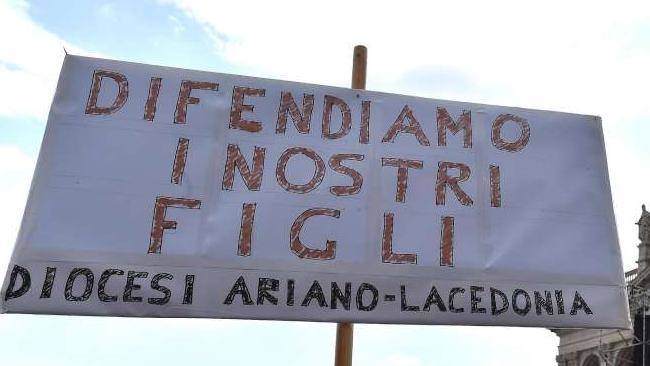 DIFENDIAMO
I NOSTRI
FIGLI
DIOCESI ARIANO-LACEDONIA